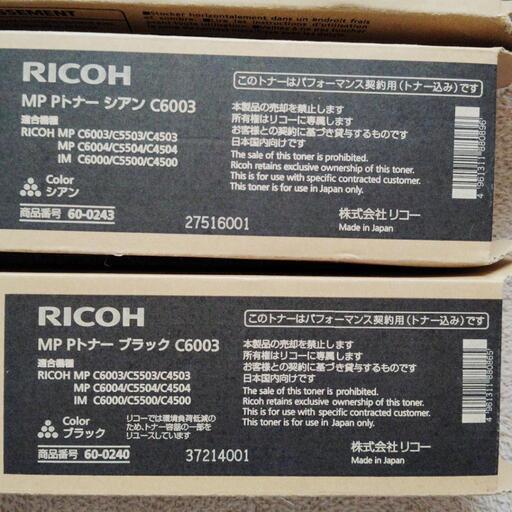 GEMENT
■Stocker horizontalement dans un endroit frais
RICOH
MP Pトナー シアン C6003
適合機種
RICOH MP C6003/C5503/C4503
MP C6004/C5504/C4504
IM C6000/C5500/C4500
Color
シアン
商品番号 60-0243
27516001
このトナーはパフォーマンス契約用(トナー込み)です
本製品の売却を禁止します
所有権はリコーに専属します
お客様との契約に基づき貸与するものです
日本国内向けです
The sale of this toner is prohibited.
Ricoh retains exclusive ownership of this toner.
This is for use with specific contracted customer.
This toner is for use in Japan only.
株式会社リコー
Made in Japan
4 961311 880896
RICOH
MP Pトナー ブラック C6003
適合機種
RICOH MP C6003/C5503/C4503
MP C6004/C5504/C4504
IM C6000/C5500/C4500
Color
ブラック
リコーでは環境負荷低減の
ため、トナー容器の一部を
リユースしています
商品番号 60-0240
37214001
このトナーはパフォーマンス契約用(トナー込み)です
本製品の売却を禁止します
所有権はリコーに専属します
お客様との契約に基づき貸与するものです
日本国内向けです
The sale of this toner is prohibited.
Ricoh retains exclusive ownership of this toner.
This is for use with specific contracted customer.
This toner is for use in Japan only.
株式会社リコー
Made in Japan
4 961311